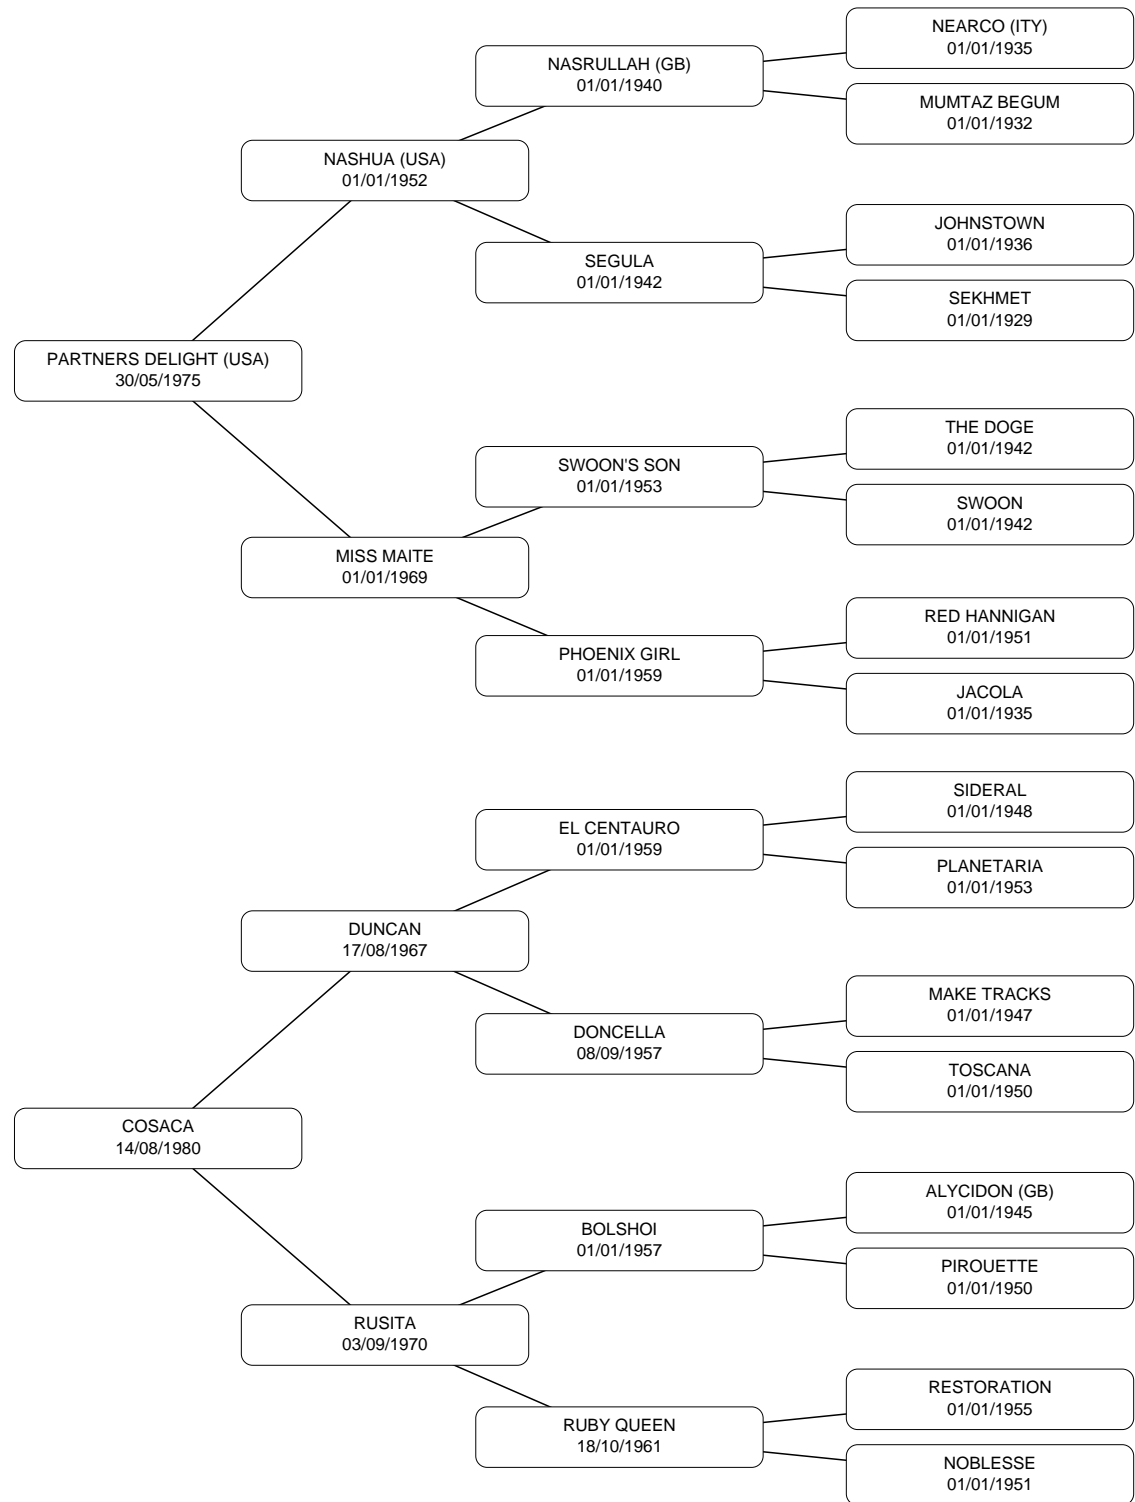 NEARCO (ITY)
01/01/1935
NASRULLAH (GB)
01/01/1940
MUMTAZ BEGUM
01/01/1932
NASHUA (USA)
01/01/1952
JOHNSTOWN
01/01/1936
SEGULA
01/01/1942
SEKHMET
01/01/1929
PARTNERS DELIGHT (USA)
30/05/1975
THE DOGE
01/01/1942
SWOON'S SON
01/01/1953
SWOON
01/01/1942
MISS MAITE
01/01/1969
RED HANNIGAN
01/01/1951
PHOENIX GIRL
01/01/1959
JACOLA
01/01/1935
SIDERAL
01/01/1948
EL CENTAURO
01/01/1959
PLANETARIA
01/01/1953
DUNCAN
17/08/1967
MAKE TRACKS
01/01/1947
DONCELLA
08/09/1957
TOSCANA
01/01/1950
COSACA
14/08/1980
ALYCIDON (GB)
01/01/1945
BOLSHOI
01/01/1957
PIROUETTE
01/01/1950
RUSITA
03/09/1970
RESTORATION
01/01/1955
RUBY QUEEN
18/10/1961
NOBLESSE
01/01/1951